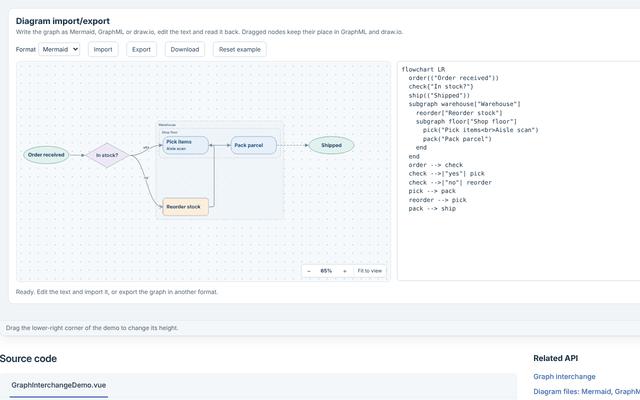 Diagram import/export
Write the graph as Mermaid, GraphML or draw.io, edit the text and read it back. Dragged nodes keep their place in GraphML and draw.io.
Format Mermaid Import Export Download Reset example
Warehouse
Shop floor
Order received
In stock?
yes
no
Pick items
Aisle scan
Pack parcel
Shipped
Reorder stock
− 65% + Fit to view
flowchart LR
order(("Order received"))
check{"In stock?"}
ship(("Shipped"))
subgraph warehouse["Warehouse"]
reorder["Reorder stock"]
subgraph floor["Shop floor"]
pick("Pick items<br>Aisle scan")
pack("Pack parcel")
end
end
order --> check
check -->|"yes"| pick
check -->|"no"| reorder
pick --> pack
reorder --> pick
pack --> ship
Ready. Edit the text and import it, or export the graph in another format.
Drag the lower-right corner of the demo to change its height.
Source code
GraphInterchangeDemo.vue
Related API
Graph interchange
Diagram files: Mermaid, GraphM